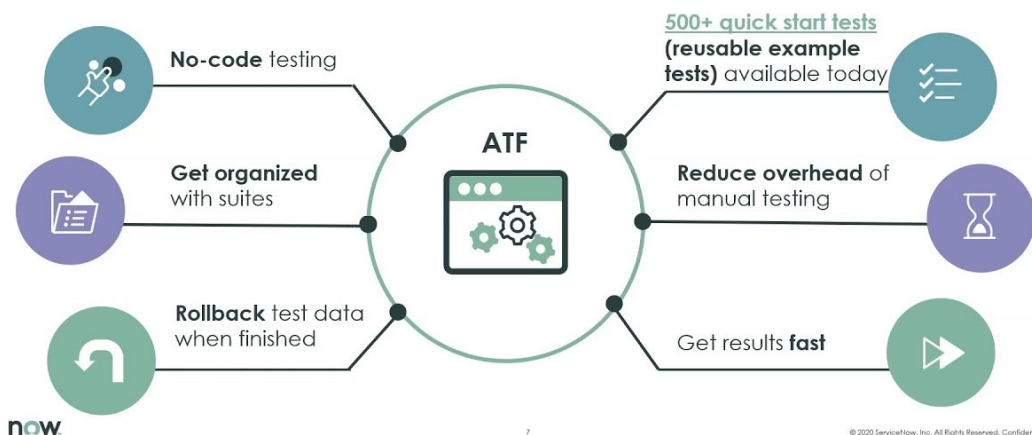 No-code testing
Get organized
with suites
Rollback test data
when finished
ATF
500+ quick start tests
(reusable example
tests) available today
Reduce overhead of
manual testing
Get results fast
now.
7
© 2020 ServiceNow, Inc. All Rights Reserved.